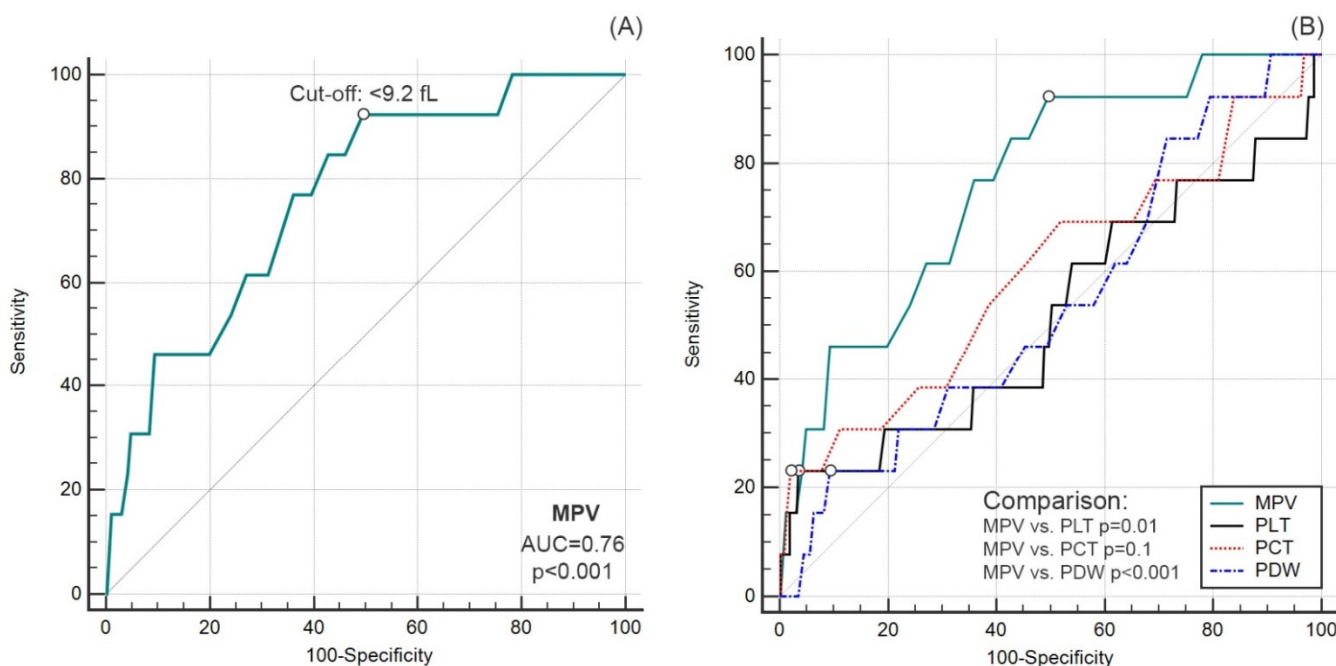 (A)
100
80
60
40
20
0
Sensitivity
Cut-off: <9.2 fL
MPV
AUC=0.76
p<0.001
0 20 40 60 80 100
100-Specificity
(B)
100
80
60
40
20
0
Sensitivity
Comparison:
MPV vs. PLT p=0.01
MPV vs. PCT p=0.1
MPV vs. PDW p<0.001
MPV
PLT
PCT
PDW
0 20 40 60 80 100
100-Specificity